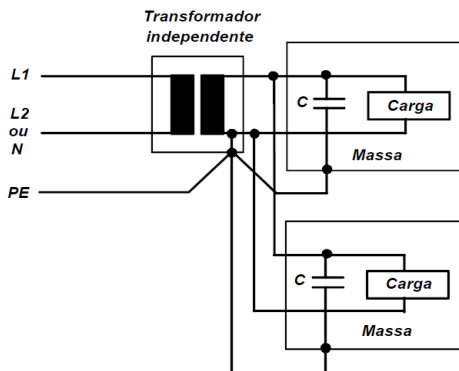 Transformador
independente
L1
L2
ou
N
PE
C
Carga
Massa
C
Carga
Massa